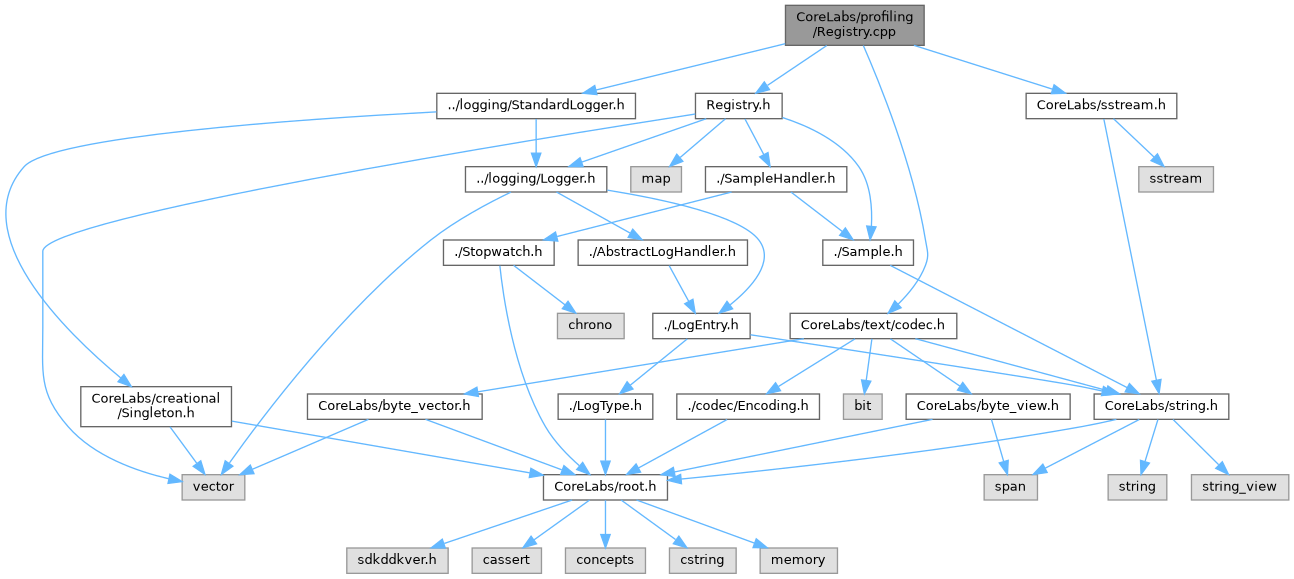 CoreLabs/profiling
/Registry.cpp
../logging/StandardLogger.h
Registry.h
CoreLabs/sstream.h
../logging/Logger.h
map
./SampleHandler.h
sstream
./Stopwatch.h
./AbstractLogHandler.h
./Sample.h
chrono
./LogEntry.h
CoreLabs/text/codec.h
CoreLabs/creational
/Singleton.h
CoreLabs/byte_vector.h
./LogType.h
./codec/Encoding.h
bit
CoreLabs/byte_view.h
CoreLabs/string.h
vector
CoreLabs/root.h
span
string
string_view
sdkddkver.h
cassert
concepts
cstring
memory